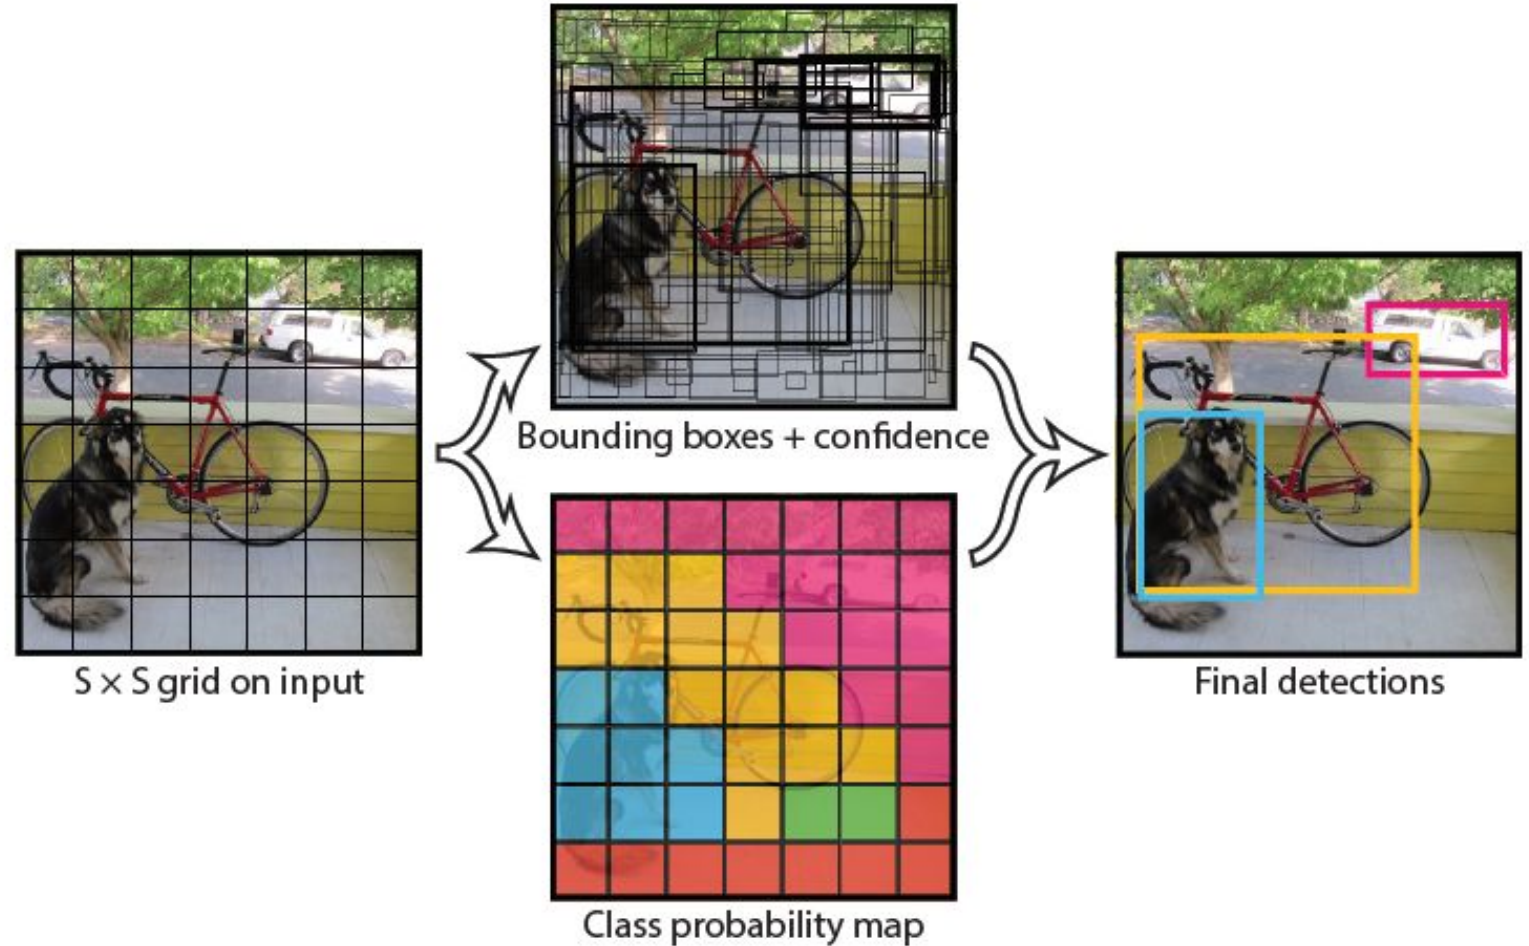 S × S grid on input
Bounding boxes + confidence
Class probability map
Final detections